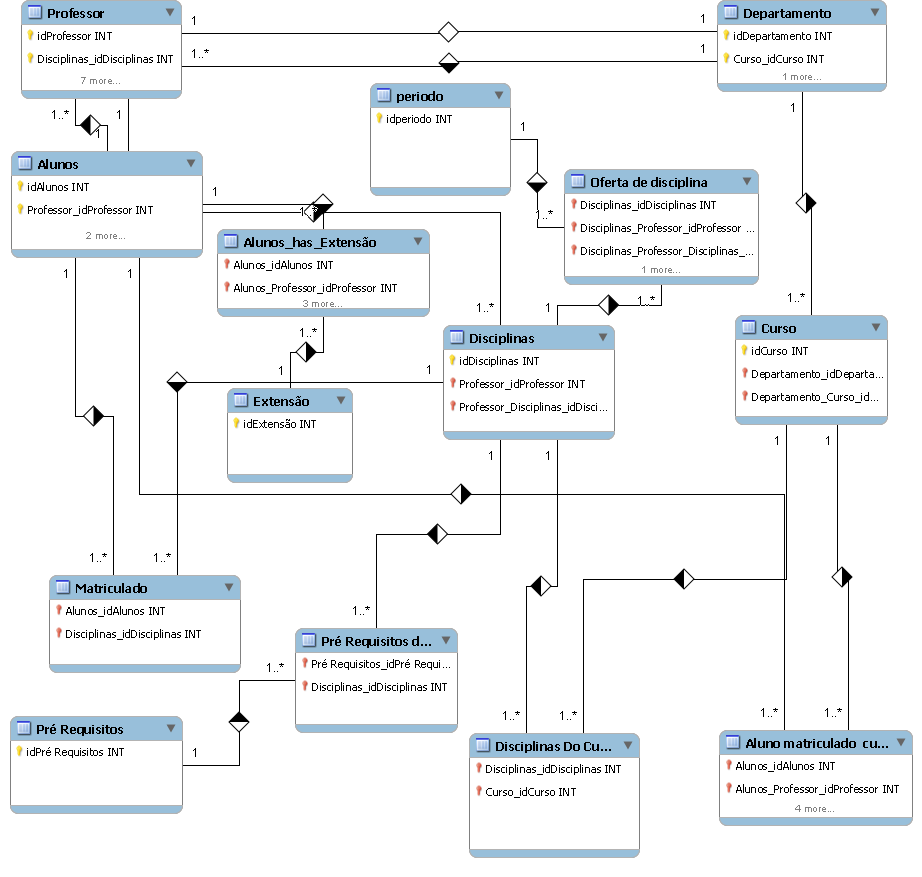 Professor
idProfessor INT
Disciplinas_idDisciplinas INT
7 more...
1
1
1..*
1
Departamento
idDepartamento INT
Curso_idCurso INT
1 more...
periodo
idperiodo INT
1
1..*
1..*
1
1
Alunos
idAlunos INT
Professor_idProfessor INT
2 more...
Oferta de disciplina
Disciplinas_idDisciplinas INT
Disciplinas_Professor_idProfessor ...
Disciplinas_Professor_Disciplinas_...
1 more...
1
1..*
Alunos_has_Extensão
Alunos_idAlunos INT
Alunos_Professor_idProfessor INT
3 more...
1
1
1
1..*
1..*
1
1..*
1..*
1
1
Disciplinas
idDisciplinas INT
Professor_idProfessor INT
Professor_Disciplinas_idDisci...
Curso
idCurso INT
Departamento_idDeparta...
Departamento_Curso_id...
Extensão
idExtensão INT
1
1
1
1
1..*
1..*
Matriculado
Alunos_idAlunos INT
Disciplinas_idDisciplinas INT
1..*
Pré Requisitos d...
Pré Requisitos_idPré Requi...
Disciplinas_idDisciplinas INT
1..*
1
Pré Requisitos
idPré Requisitos INT
1..*
1..*
1..*
1..*
Disciplinas Do Cu...
Disciplinas_idDisciplinas INT
Curso_idCurso INT
Aluno matriculado cu...
Alunos_idAlunos INT
Alunos_Professor_idProfessor INT
4 more...